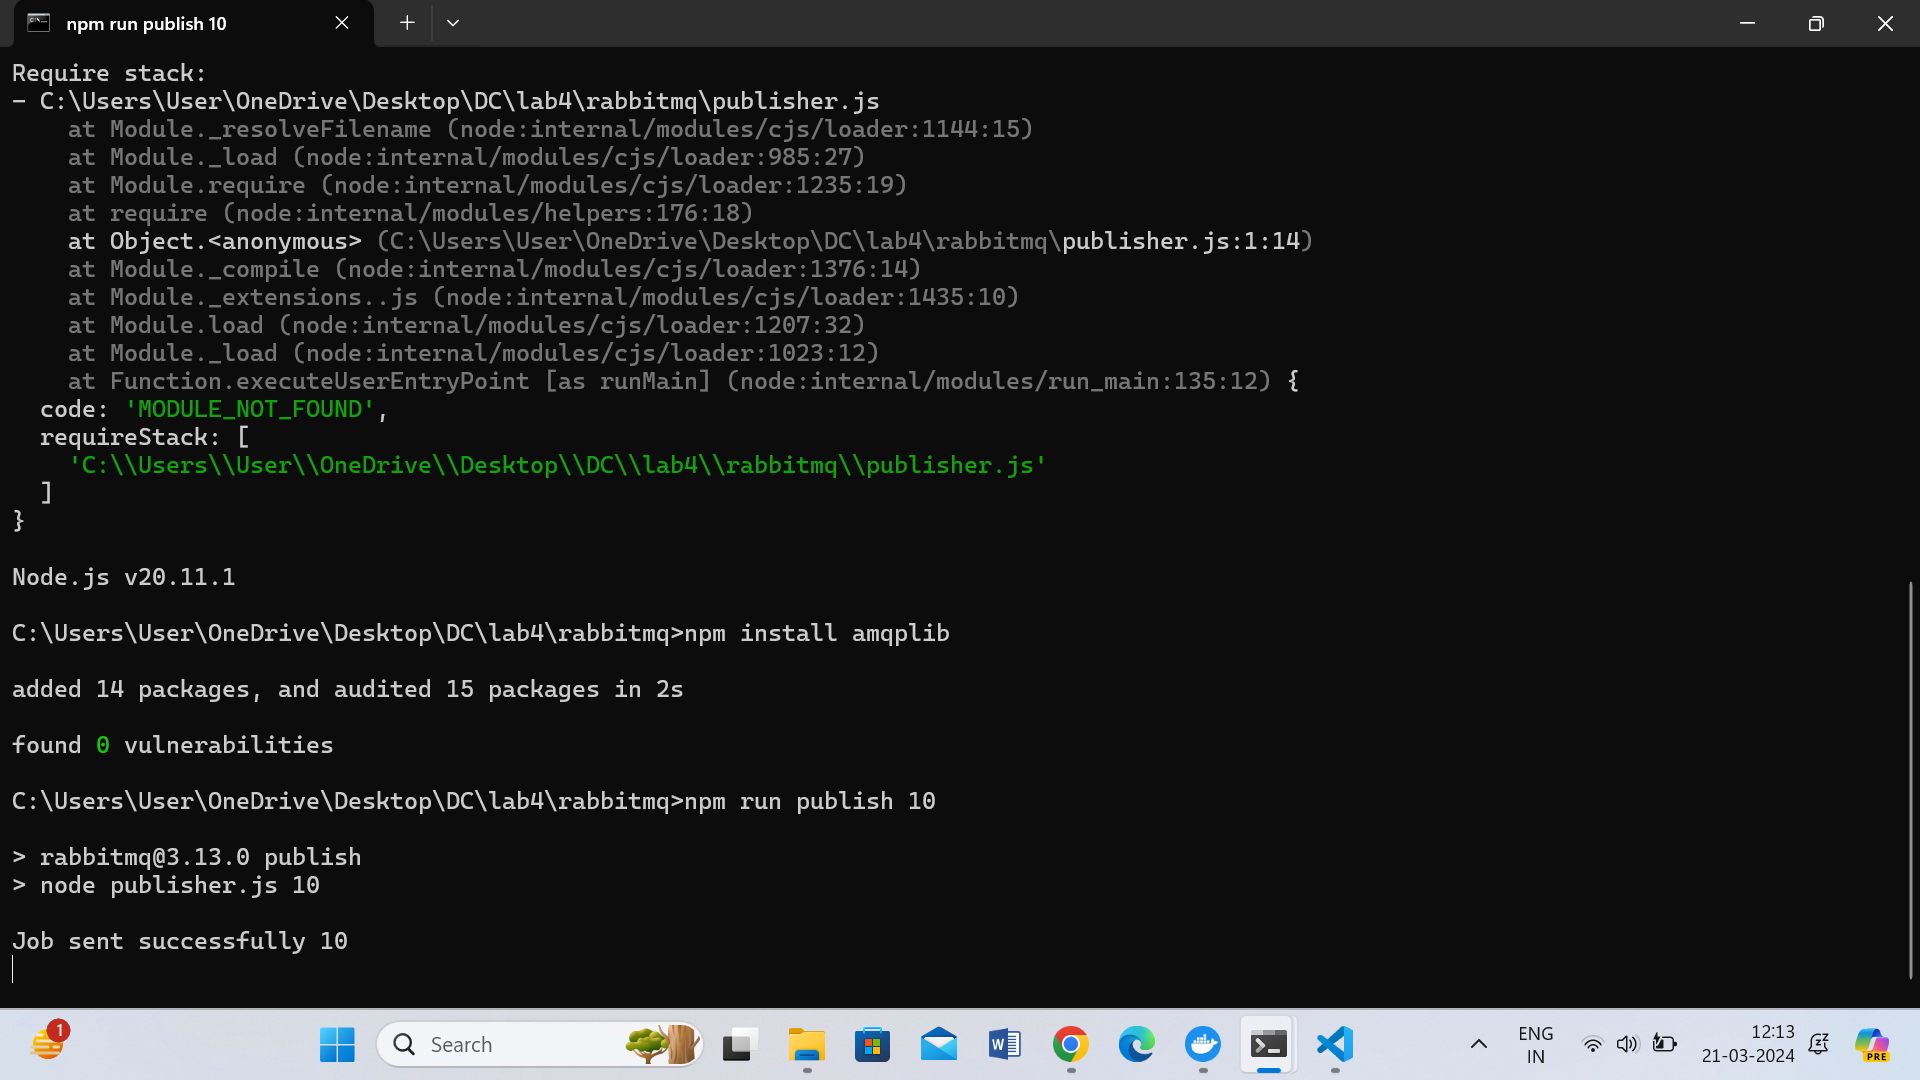 npm run publish 10
Require stack:
- C:\Users\User\OneDrive\Desktop\DC\lab4\rabbitmq\publisher.js
    at Module._resolveFilename (node:internal/modules/cjs/loader:1144:15)
    at Module._load (node:internal/modules/cjs/loader:985:27)
    at Module.require (node:internal/modules/cjs/loader:1235:19)
    at require (node:internal/modules/helpers:176:18)
    at Object.<anonymous> (C:\Users\User\OneDrive\Desktop\DC\lab4\rabbitmq\publisher.js:1:14)
    at Module._compile (node:internal/modules/cjs/loader:1376:14)
    at Module._extensions..js (node:internal/modules/cjs/loader:1435:10)
    at Module.load (node:internal/modules/cjs/loader:1207:32)
    at Module._load (node:internal/modules/cjs/loader:1023:12)
    at Function.executeUserEntryPoint [as runMain] (node:internal/modules/run_main:135:12) {
  code: 'MODULE_NOT_FOUND',
  requireStack: [
    'C:\\Users\\User\\OneDrive\\Desktop\\DC\\lab4\\rabbitmq\\publisher.js'
  ]
}
Node.js v20.11.1
C:\Users\User\OneDrive\Desktop\DC\lab4\rabbitmq>npm install amqplib
added 14 packages, and audited 15 packages in 2s
found 0 vulnerabilities
C:\Users\User\OneDrive\Desktop\DC\lab4\rabbitmq>npm run publish 10
> rabbitmq@3.13.0 publish
> node publisher.js 10
Job sent successfully 10
1
Search
W
ENG
IN
12:13
21-03-2024
PRE